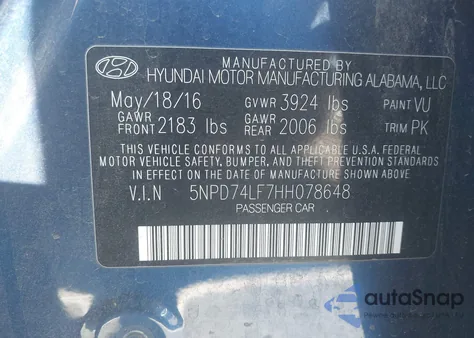 MANUFACTURED BY
HYUNDAI MOTOR MANUFACTURING ALABAMA, LLC
May/18/16 GVWR 3924 lbs PAINT VU
GAWR FRONT 2183 lbs GAWR REAR 2006 lbs TRIM PK
THIS VEHICLE CONFORMS TO ALL APPLICABLE U.S.A. FEDERAL
MOTOR VEHICLE SAFETY, BUMPER, AND THEFT PREVENTION STANDARDS
IN EFFECT ON THE DATE OF MANUFACTURE SHOWN ABOVE.
V.I.N 5NPD74LF7HH078648
PASSENGER CAR
autoSnap